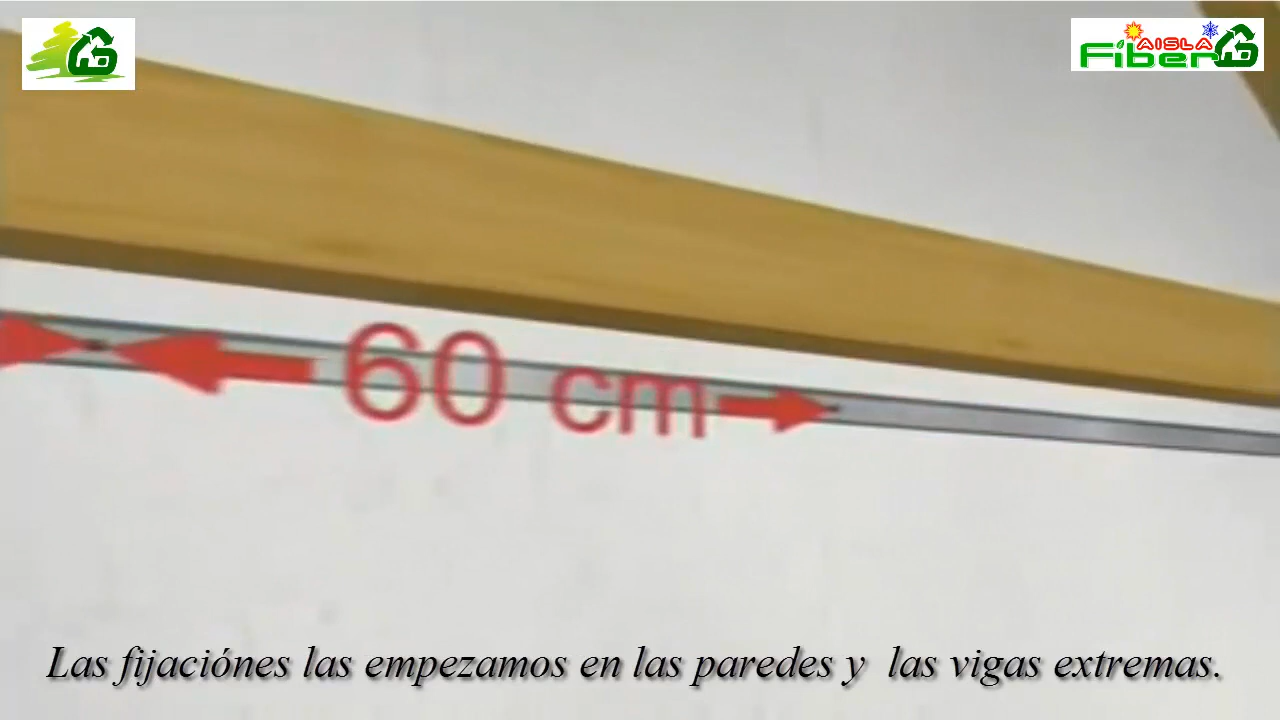 AISLA
Fiber
60 cm
Las fijaciónes las empezamos en las paredes y  las vigas extremas.